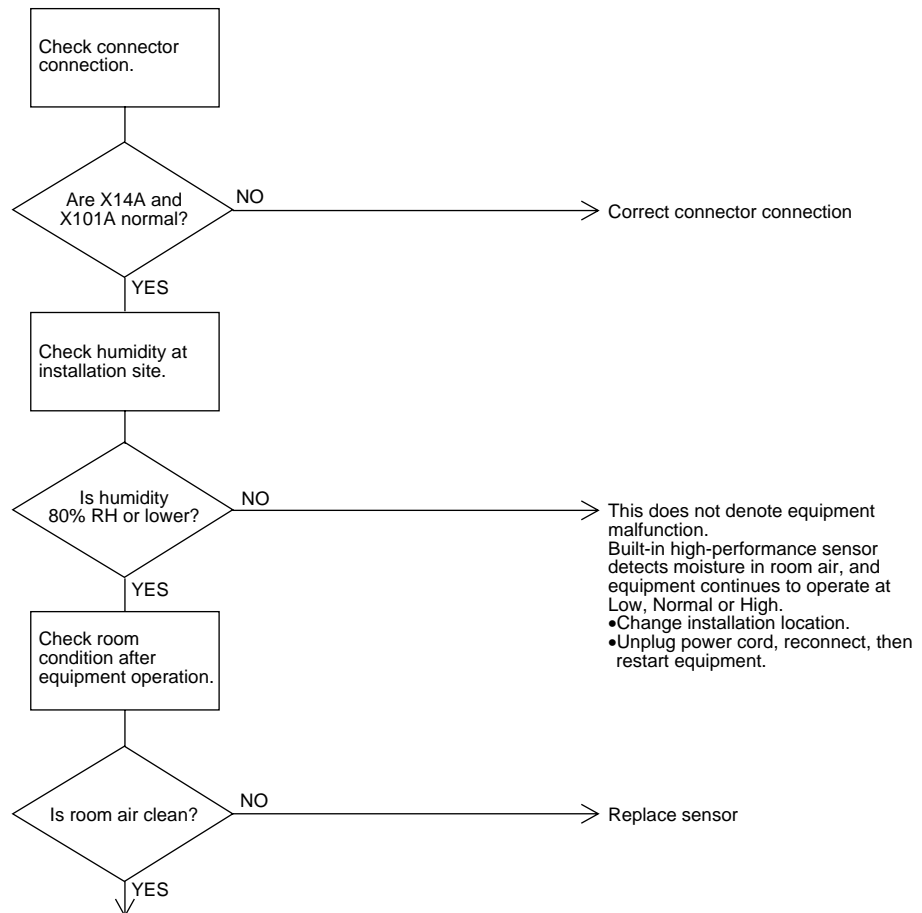 Check connector
connection.
Are X14A and
X101A normal?
NO
Correct connector connection
YES
Check humidity at
installation site.
Is humidity
80% RH or lower?
NO
This does not denote equipment
malfunction.
Built-in high-performance sensor
detects moisture in room air, and
equipment continues to operate at
Low, Normal or High.
•Change installation location.
•Unplug power cord, reconnect, then
restart equipment.
YES
Check room
condition after
equipment operation.
Is room air clean?
NO
Replace sensor
YES